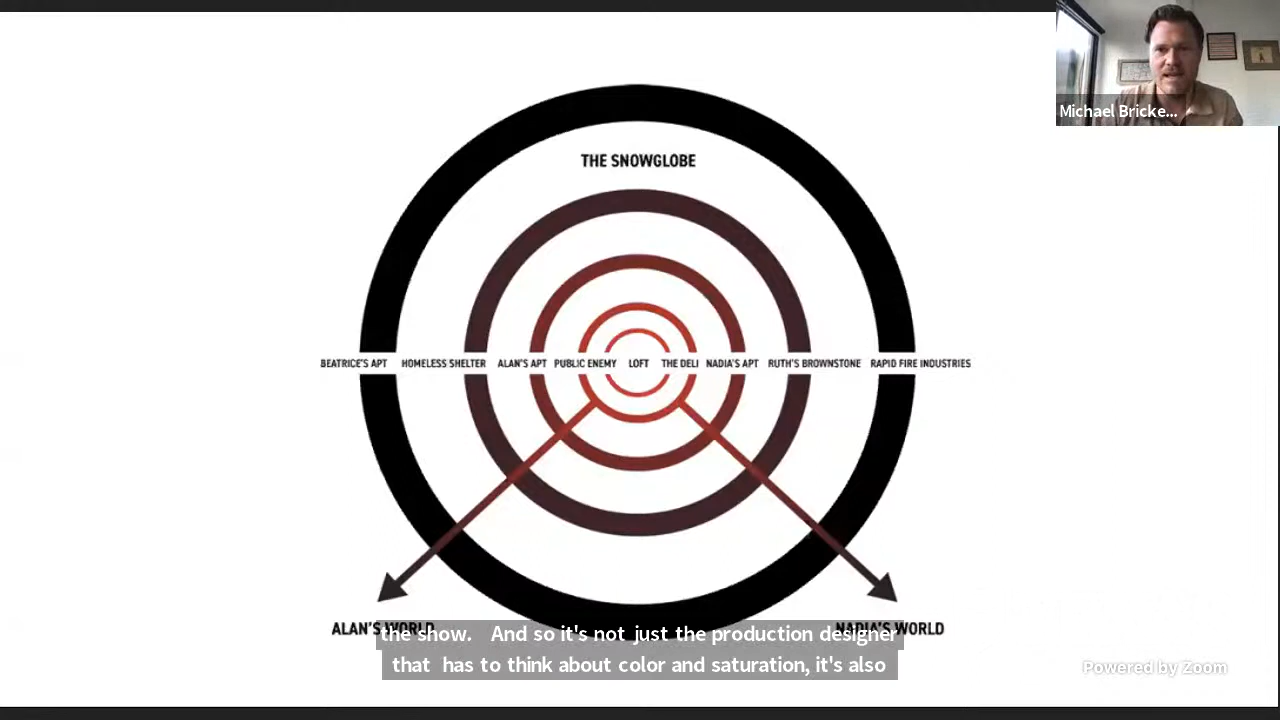 Michael Bricke...
THE SNOWGLOBE
BEATRICE'S APT HOMELESS SHELTER ALAN'S APT PUBLIC ENEMY LOFT THE DELI NADIA'S APT RUTH'S BROWNSTONE RAPID FIRE INDUSTRIES
ALAN'S WORLD NADIA'S WORLD
the show. And so it's not just the production designer
that has to think about color and saturation, it's also
Powered by Zoom